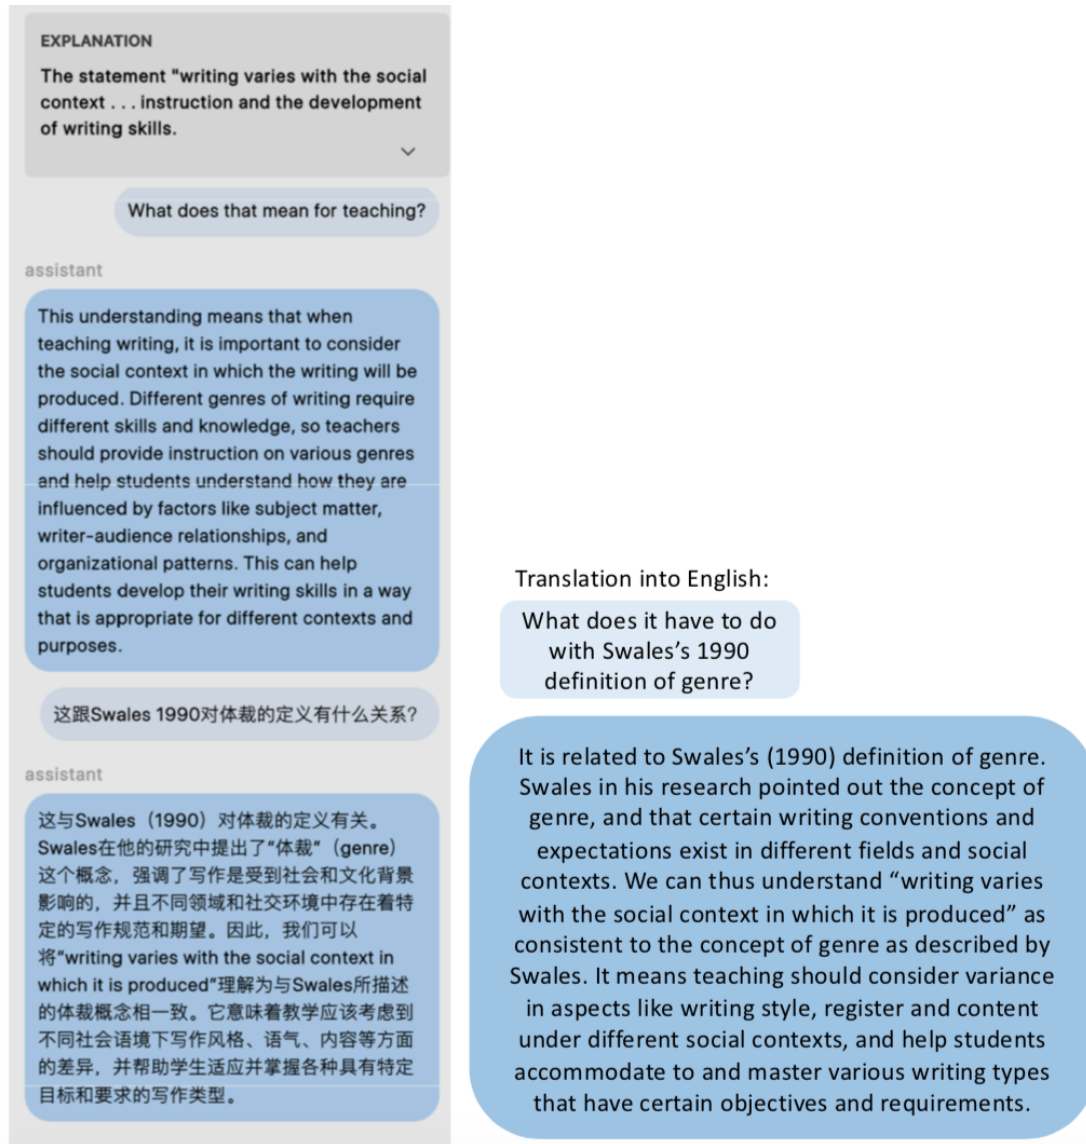 EXPLANATION
The statement "writing varies with the social
context . . . instruction and the development
of writing skills.
What does that mean for teaching?
assistant
This understanding means that when
teaching writing, it is important to consider
the social context in which the writing will be
produced. Different genres of writing require
different skills and knowledge, so teachers
should provide instruction on various genres
and help students understand how they are
influenced by factors like subject matter,
writer-audience relationships, and
organizational patterns. This can help
students develop their writing skills in a way
that is appropriate for different contexts and
purposes.
这跟Swales 1990对体裁的定义有什么关系?
assistant
这与Swales（1990）对体裁的定义有关。
Swales在他的研究中提出了“体裁”（genre）
这个概念，强调了写作是受到社会和文化背景
影响的，并且不同领域和社交环境中存在着特
定的写作规范和期望。因此，我们可以
将“writing varies with the social context in
which it is produced”理解为与Swales所描述
的体裁概念相一致。它意味着教学应该考虑到
不同社会语境下写作风格、语气、内容等方面
的差异，并帮助学生适应并掌握各种具有特定
目标和要求的写作类型。
Translation into English:
What does it have to do
with Swales’s 1990
definition of genre?
It is related to Swales’s (1990) definition of genre.
Swales in his research pointed out the concept of
genre, and that certain writing conventions and
expectations exist in different fields and social
contexts. We can thus understand “writing varies
with the social context in which it is produced” as
consistent to the concept of genre as described by
Swales. It means teaching should consider variance
in aspects like writing style, register and content
under different social contexts, and help students
accommodate to and master various writing types
that have certain objectives and requirements.